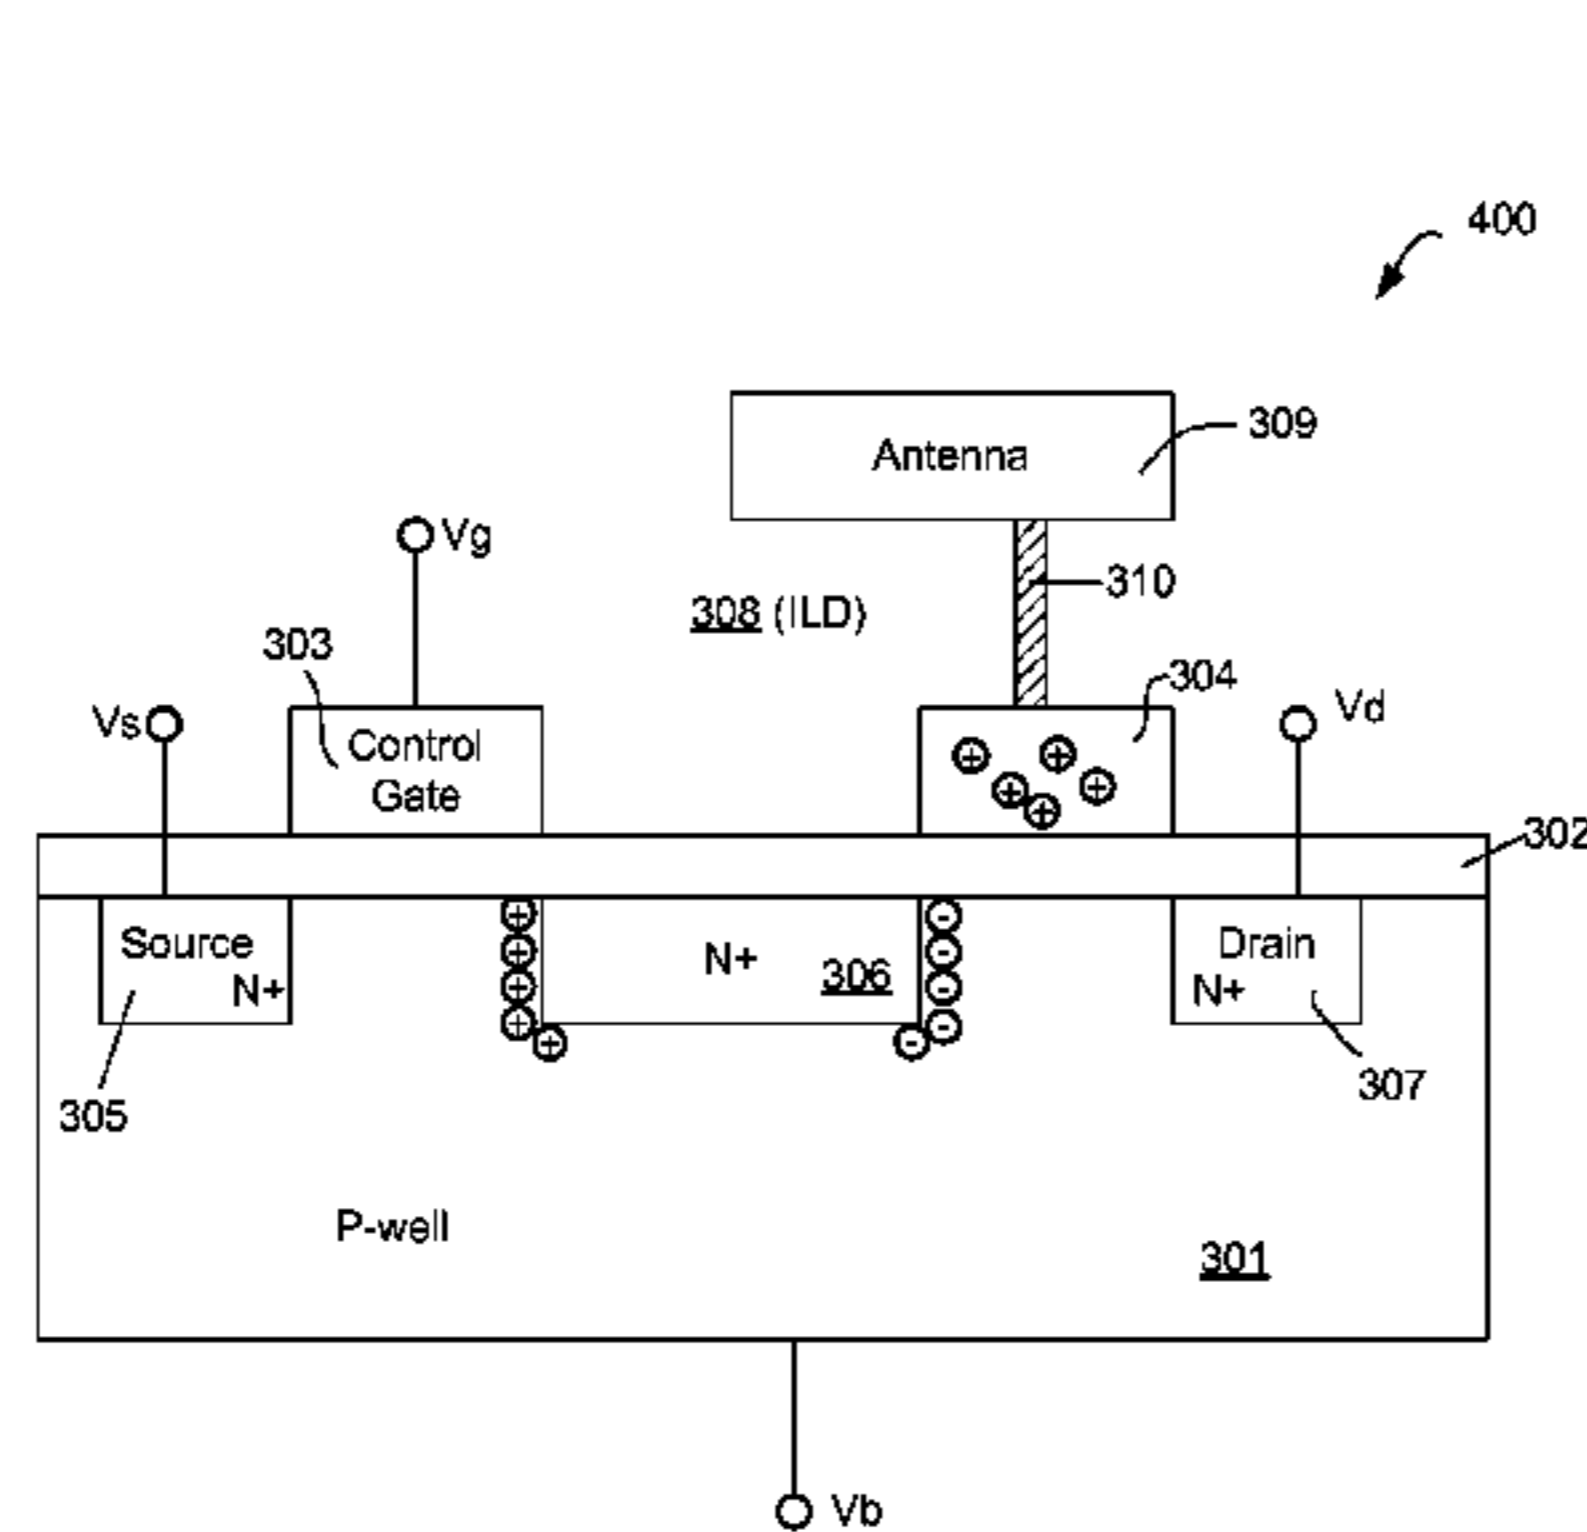 400
309
Antenna
Vg
310
308 (ILD)
303
304
Vs
Vd
Control
Gate
302
+ + + + +
+ + + + +
- - - - -
Source
N+
N+
306
Drain
N+
305
307
P-well
301
Vb